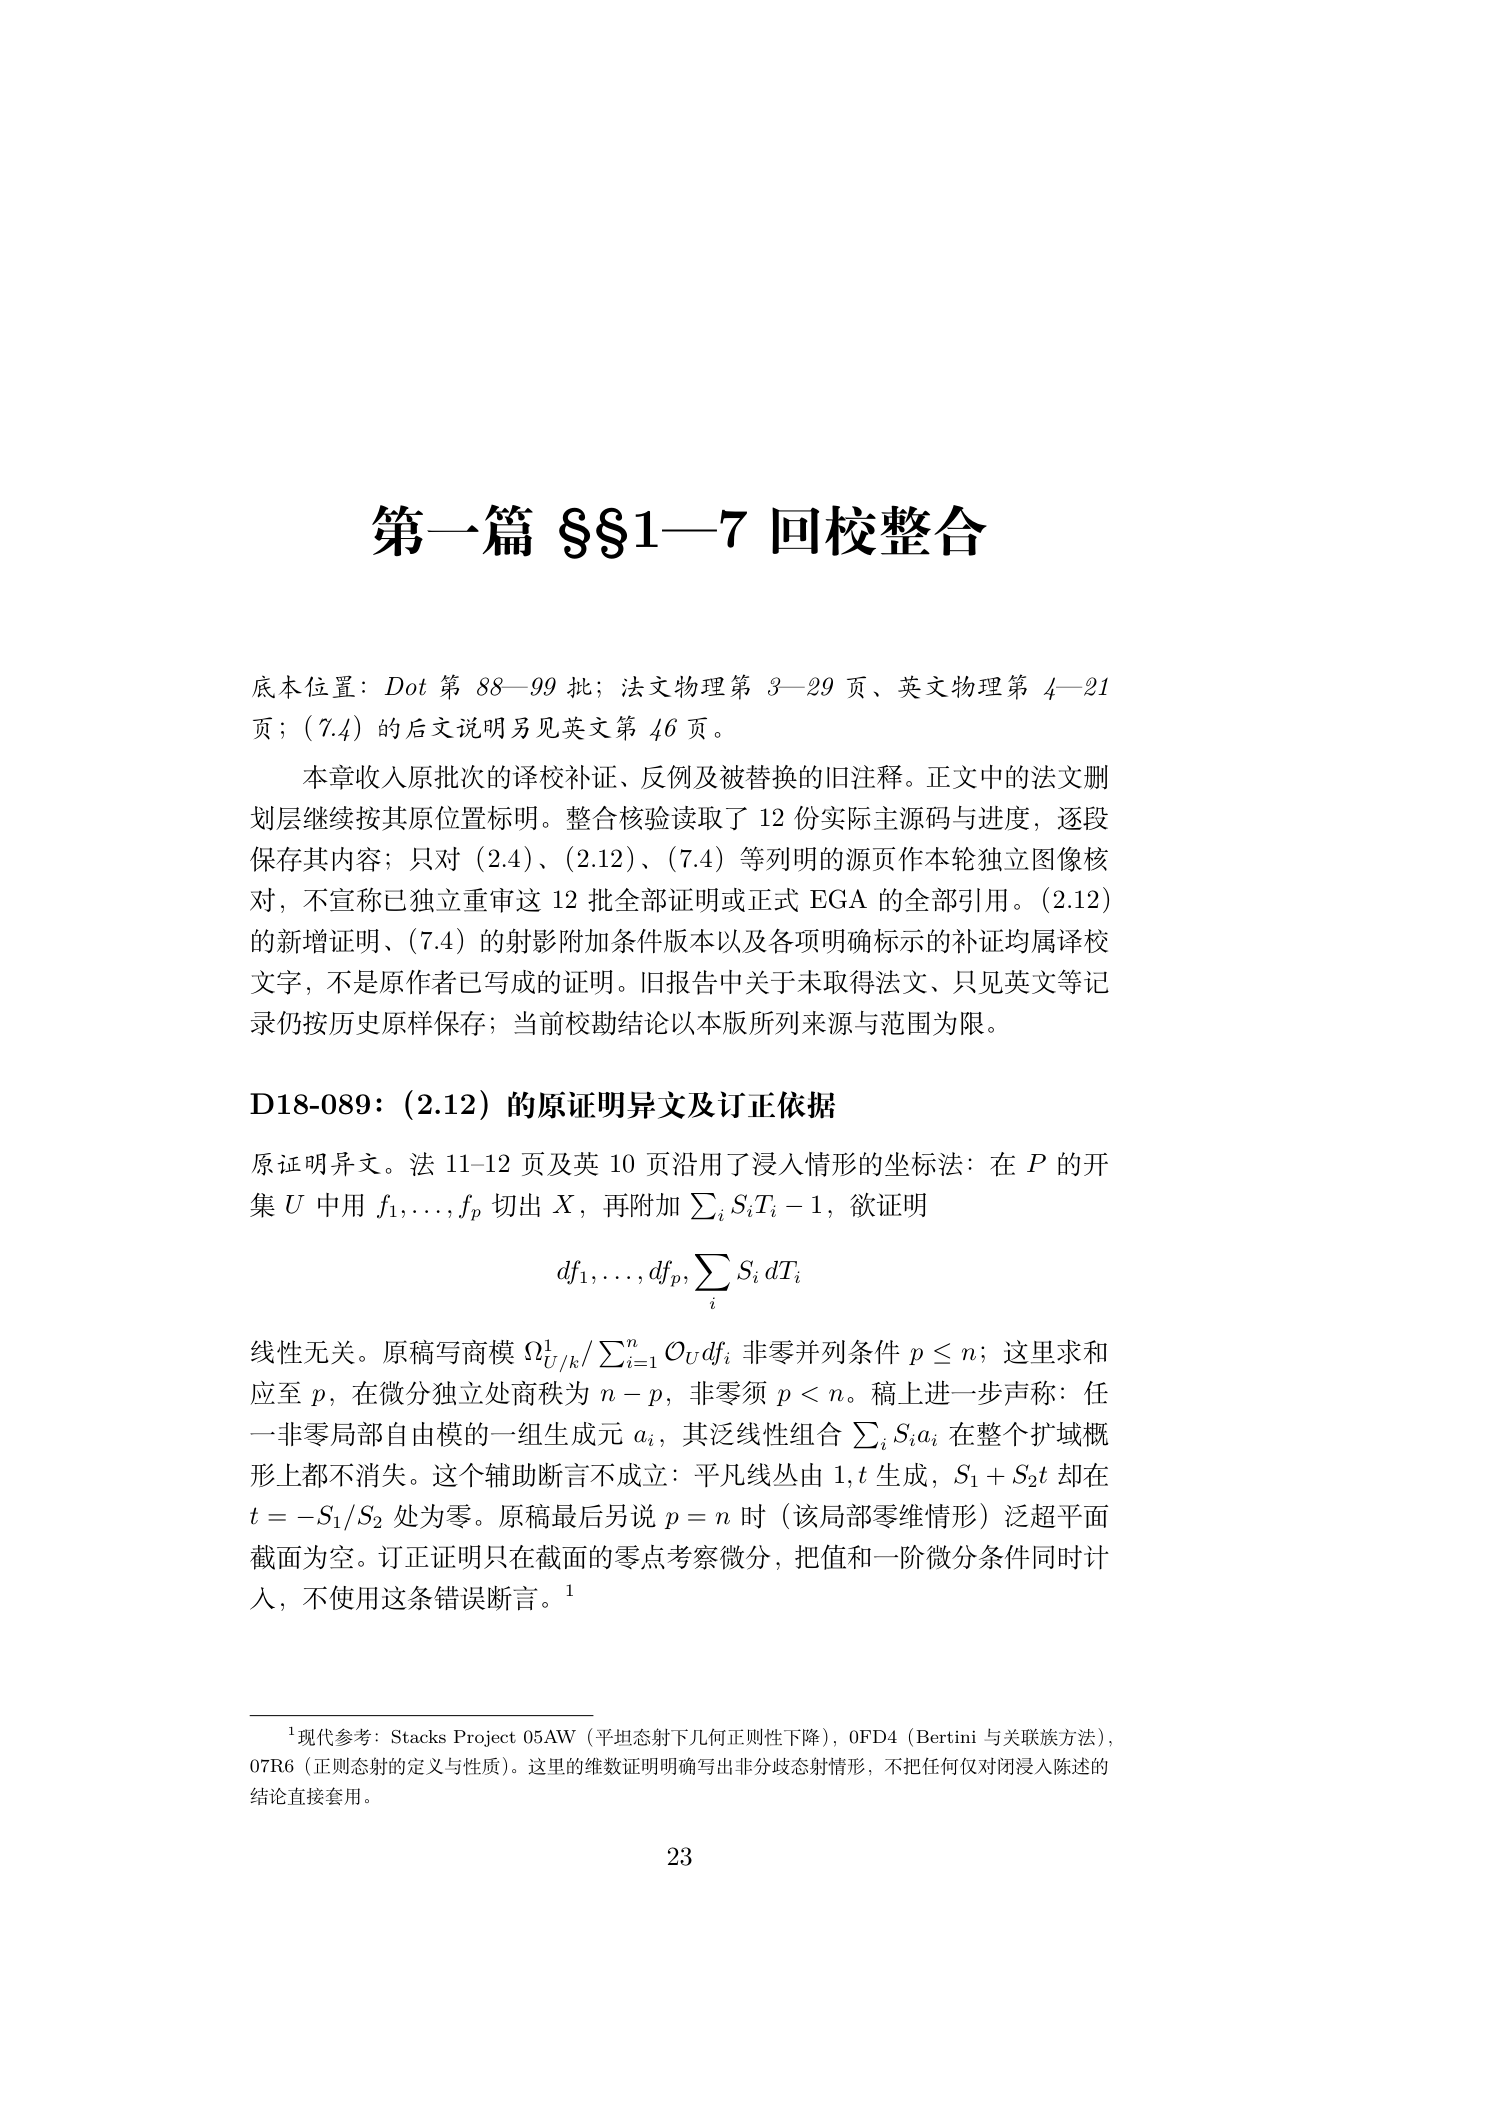 第一篇 §§1—7 回校整合
底本位置：Dot 第 88—99 批；法文物理第 3—29 页、英文物理第 4—21
页；（7.4）的后文说明另见英文第 46 页。
本章收入原批次的译校补证、反例及被替换的旧注释。正文中的法文删
划层继续按其原位置标明。整合核验读取了 12 份实际主源码与进度，逐段
保存其内容；只对（2.4）、（2.12）、（7.4）等列明的源页作本轮独立图像核
对，不宣称已独立重审这 12 批全部证明或正式 EGA 的全部引用。（2.12）
的新增证明、（7.4）的射影附加条件版本以及各项明确标示的补证均属译校
文字，不是原作者已写成的证明。旧报告中关于未取得法文、只见英文等记
录仍按历史原样保存；当前校勘结论以本版所列来源与范围为限。
D18-089：（2.12）的原证明异文及订正依据
原证明异文。法 11–12 页及英 10 页沿用了浸入情形的坐标法：在 P 的开
集 U 中用 f₁, . . . , fₚ 切出 X，再附加 ∑ᵢ SᵢTᵢ − 1，欲证明
df₁, . . . , dfₚ, ∑ᵢ Sᵢ dTᵢ
线性无关。原稿写商模 Ω¹_{U/k}/ ∑ⁿᵢ₌₁ 𝒪_U dfᵢ 非零并列条件 p ≤ n；这里求和
应至 p，在微分独立处商秩为 n − p，非零须 p < n。稿上进一步声称：任
一非零局部自由模的一组生成元 aᵢ，其泛线性组合 ∑ᵢ Sᵢaᵢ 在整个扩域概
形上都不消失。这个辅助断言不成立：平凡线丛由 1, t 生成，S₁ + S₂t 却在
t = −S₁/S₂ 处为零。原稿最后另说 p = n 时（该局部零维情形）泛超平面
截面为空。订正证明只在截面的零点考察微分，把值和一阶微分条件同时计
入，不使用这条错误断言。¹
¹现代参考：Stacks Project 05AW（平坦态射下几何正则性下降），0FD4（Bertini 与关联族方法），
07R6（正则态射的定义与性质）。这里的维数证明明确写出非分歧态射情形，不把任何仅对闭浸入陈述的
结论直接套用。
23